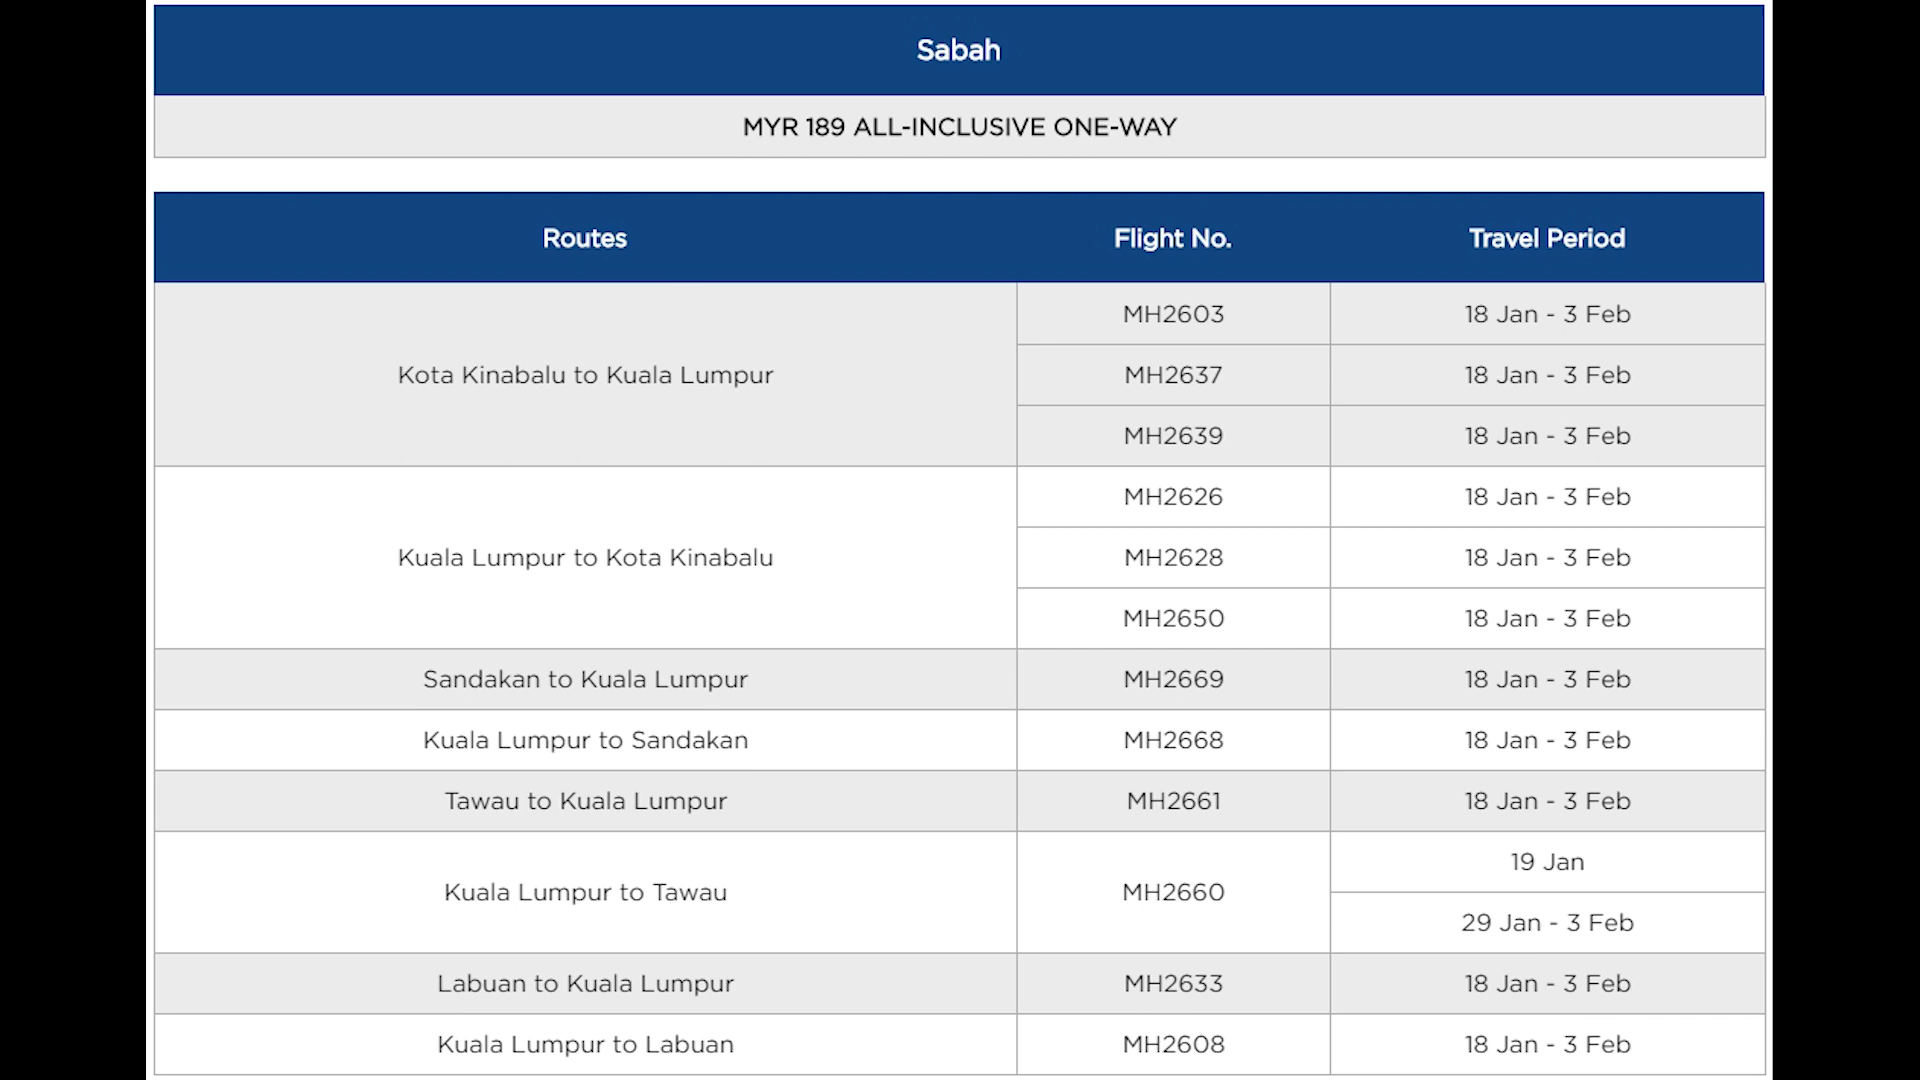 Sabah
MYR 189 ALL-INCLUSIVE ONE-WAY
Routes Flight No. Travel Period
Kota Kinabalu to Kuala Lumpur
MH2603 18 Jan - 3 Feb
MH2637 18 Jan - 3 Feb
MH2639 18 Jan - 3 Feb
Kuala Lumpur to Kota Kinabalu
MH2626 18 Jan - 3 Feb
MH2628 18 Jan - 3 Feb
MH2650 18 Jan - 3 Feb
Sandakan to Kuala Lumpur MH2669 18 Jan - 3 Feb
Kuala Lumpur to Sandakan MH2668 18 Jan - 3 Feb
Tawau to Kuala Lumpur MH2661 18 Jan - 3 Feb
Kuala Lumpur to Tawau MH2660
19 Jan
29 Jan - 3 Feb
Labuan to Kuala Lumpur MH2633 18 Jan - 3 Feb
Kuala Lumpur to Labuan MH2608 18 Jan - 3 Feb